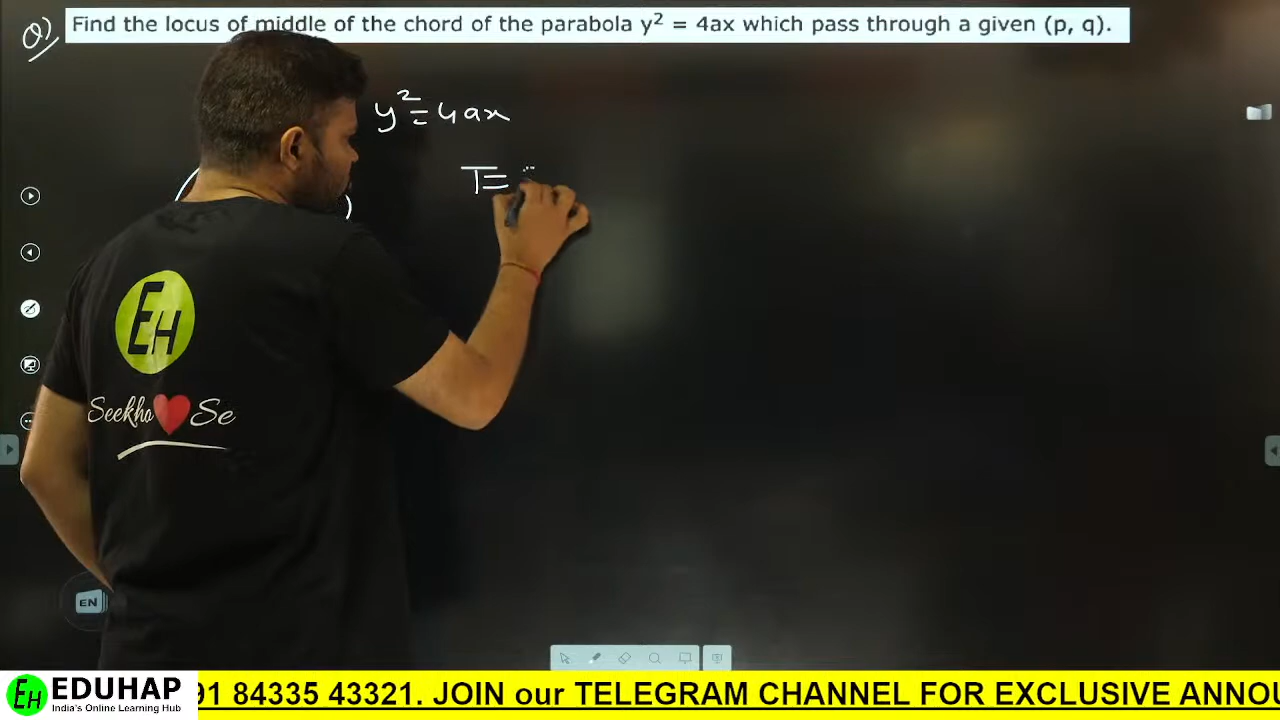 Q)
Find the locus of middle of the chord of the parabola y² = 4ax which pass through a given (p, q).
y² = 4ax
T=
EH
Seekho ❤ Se
EN
EH EDUHAP
India's Online Learning Hub
91 84335 43321. JOIN our TELEGRAM CHANNEL FOR EXCLUSIVE ANNOU